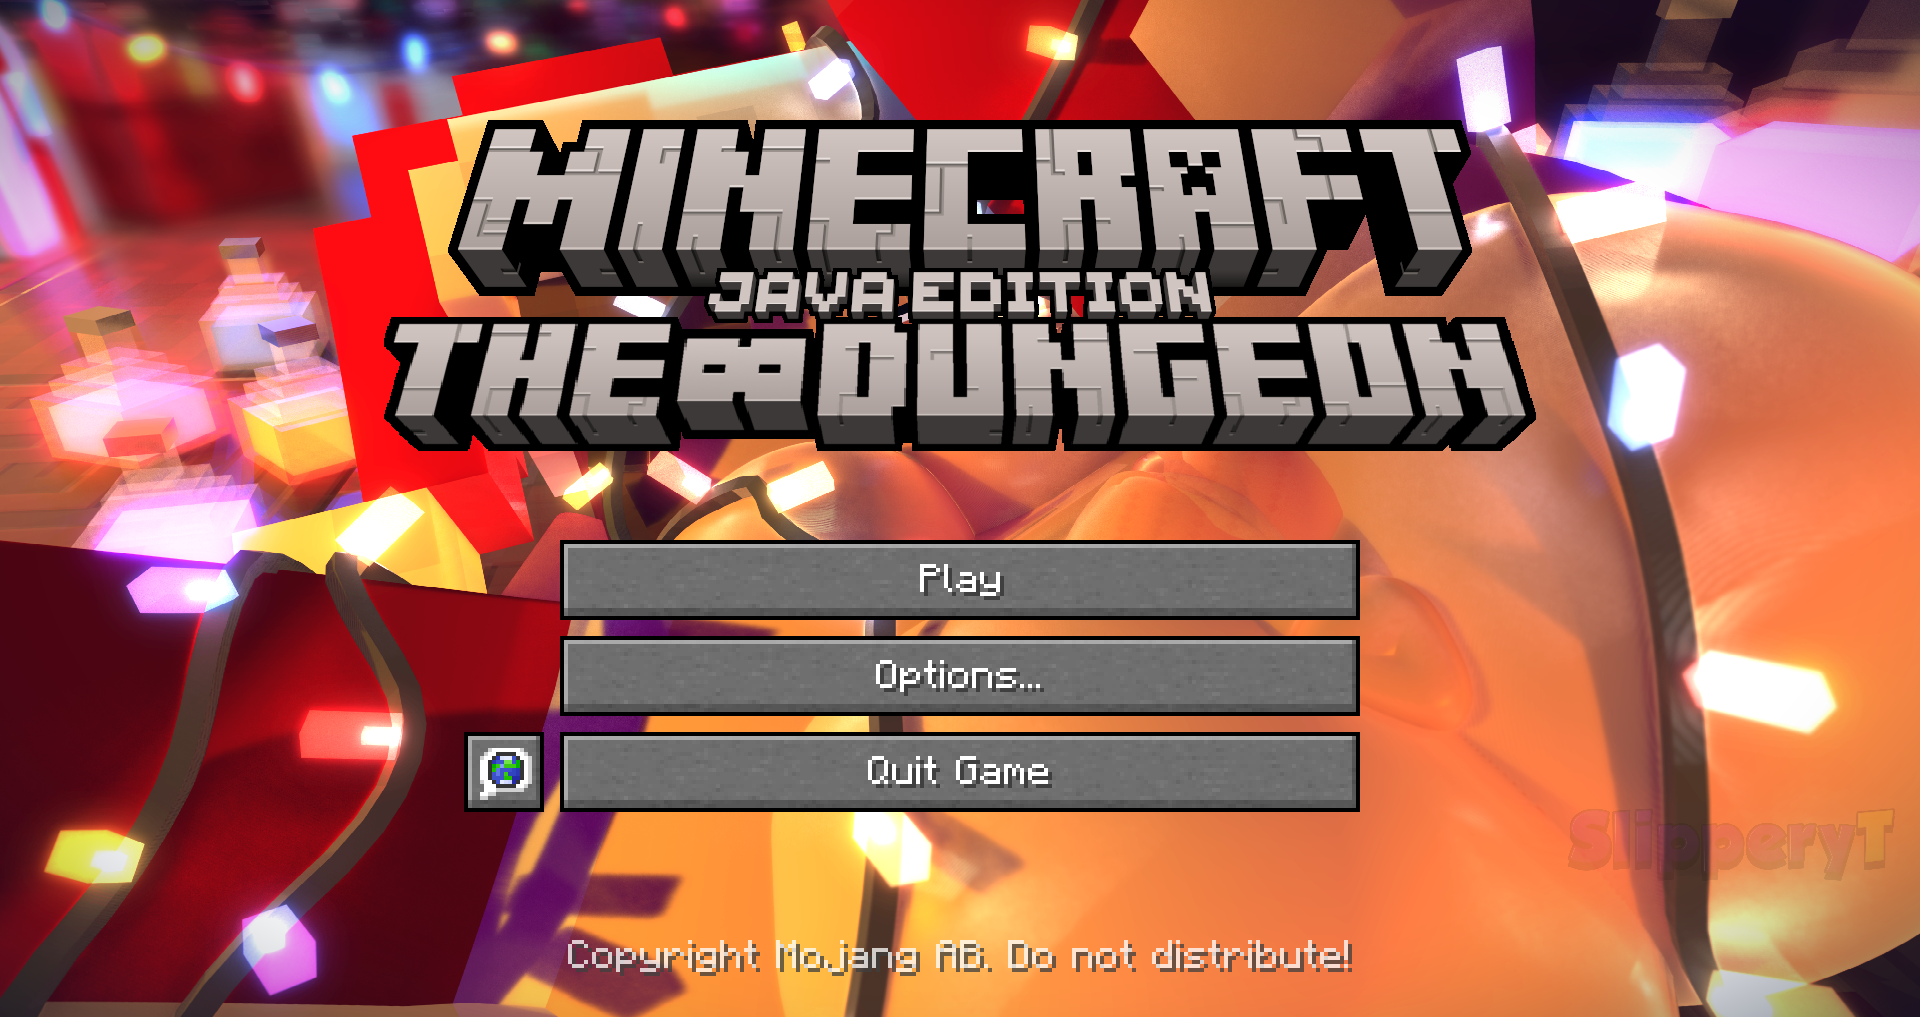 MINECRAFT
JAVA EDITION
THE∞DUNGEON
Play
Options...
Quit Game
SlipperyT
Copyright Mojang AB. Do not distribute!